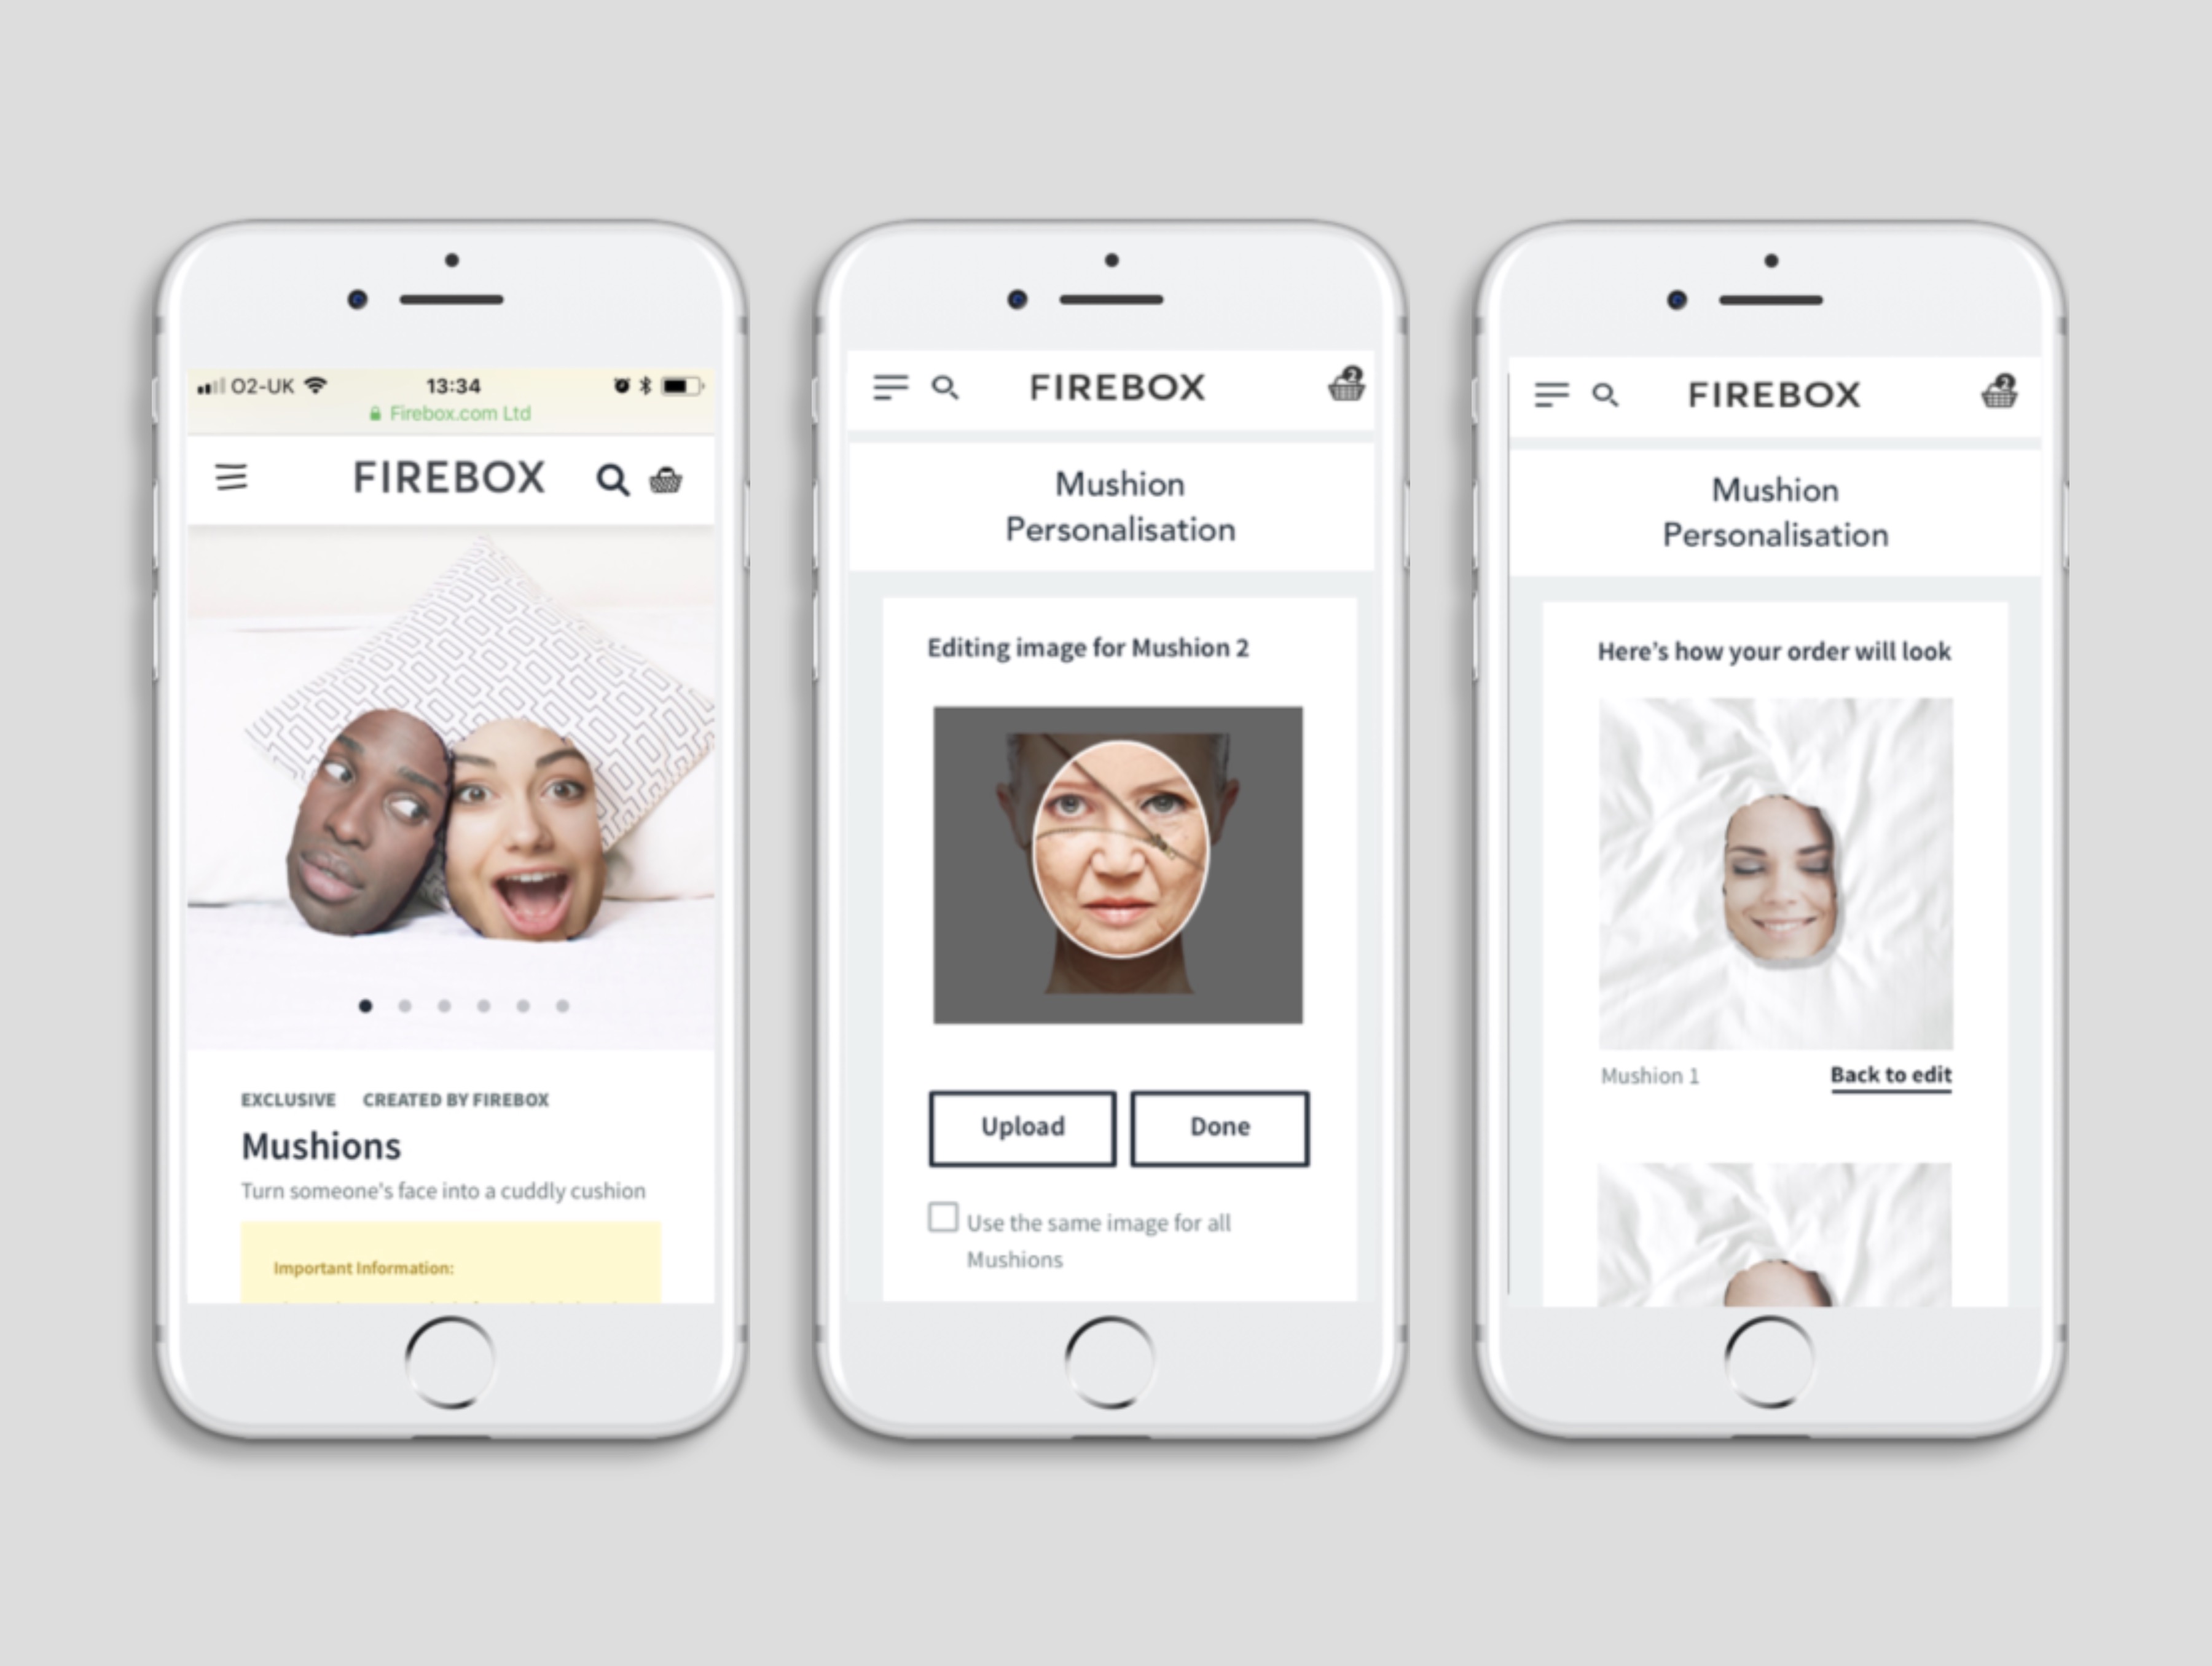 O2-UK 13:34
Firebox.com Ltd
FIREBOX
EXCLUSIVE CREATED BY FIREBOX
Mushions
Turn someone's face into a cuddly cushion
Important Information:
FIREBOX 2
Mushion
Personalisation
Editing image for Mushion 2
Upload Done
Use the same image for all
Mushions
FIREBOX 2
Mushion
Personalisation
Here's how your order will look
Mushion 1 Back to edit